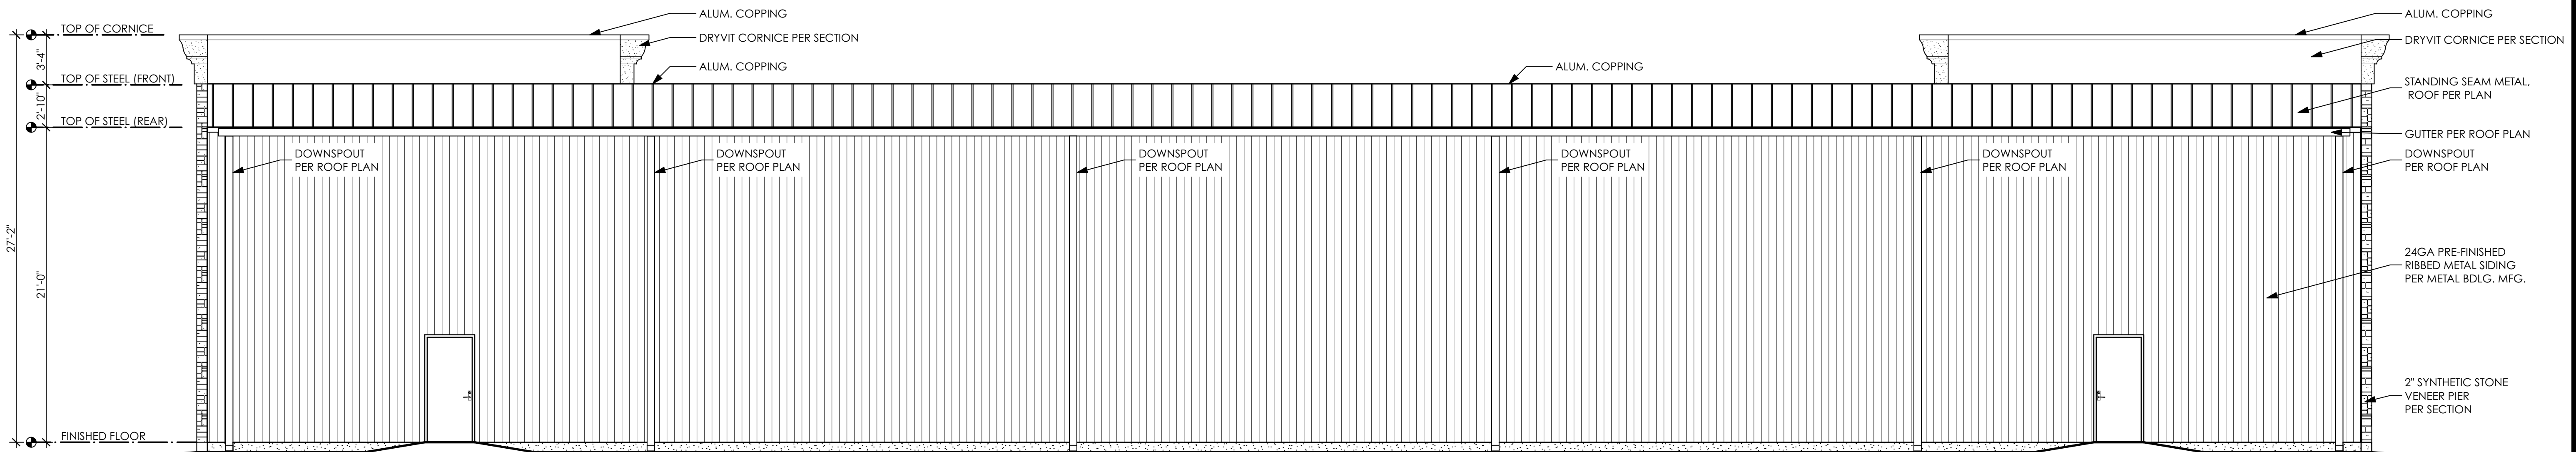 ALUM. COPPING
DRYVIT CORNICE PER SECTION
ALUM. COPPING
ALUM. COPPING
ALUM. COPPING
DRYVIT CORNICE PER SECTION
STANDING SEAM METAL,
ROOF PER PLAN
GUTTER PER ROOF PLAN
TOP OF CORNICE
3'-4"
TOP OF STEEL (FRONT)
2'-10"
TOP OF STEEL (REAR)
27'-2"
21'-0"
FINISHED FLOOR
DOWNSPOUT
PER ROOF PLAN
DOWNSPOUT
PER ROOF PLAN
DOWNSPOUT
PER ROOF PLAN
DOWNSPOUT
PER ROOF PLAN
DOWNSPOUT
PER ROOF PLAN
DOWNSPOUT
PER ROOF PLAN
24GA PRE-FINISHED
RIBBED METAL SIDING
PER METAL BDLG. MFG.
2" SYNTHETIC STONE
VENEER PIER
PER SECTION